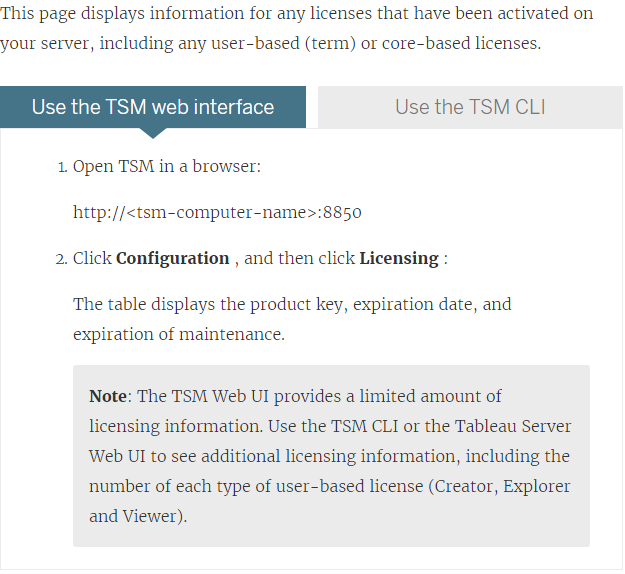 This page displays information for any licenses that have been activated on
your server, including any user-based (term) or core-based licenses.
Use the TSM web interface
Use the TSM CLI
1. Open TSM in a browser:
http://<tsm-computer-name>:8850
2. Click Configuration , and then click Licensing :
The table displays the product key, expiration date, and
expiration of maintenance.
Note: The TSM Web UI provides a limited amount of
licensing information. Use the TSM CLI or the Tableau Server
Web UI to see additional licensing information, including the
number of each type of user-based license (Creator, Explorer
and Viewer).